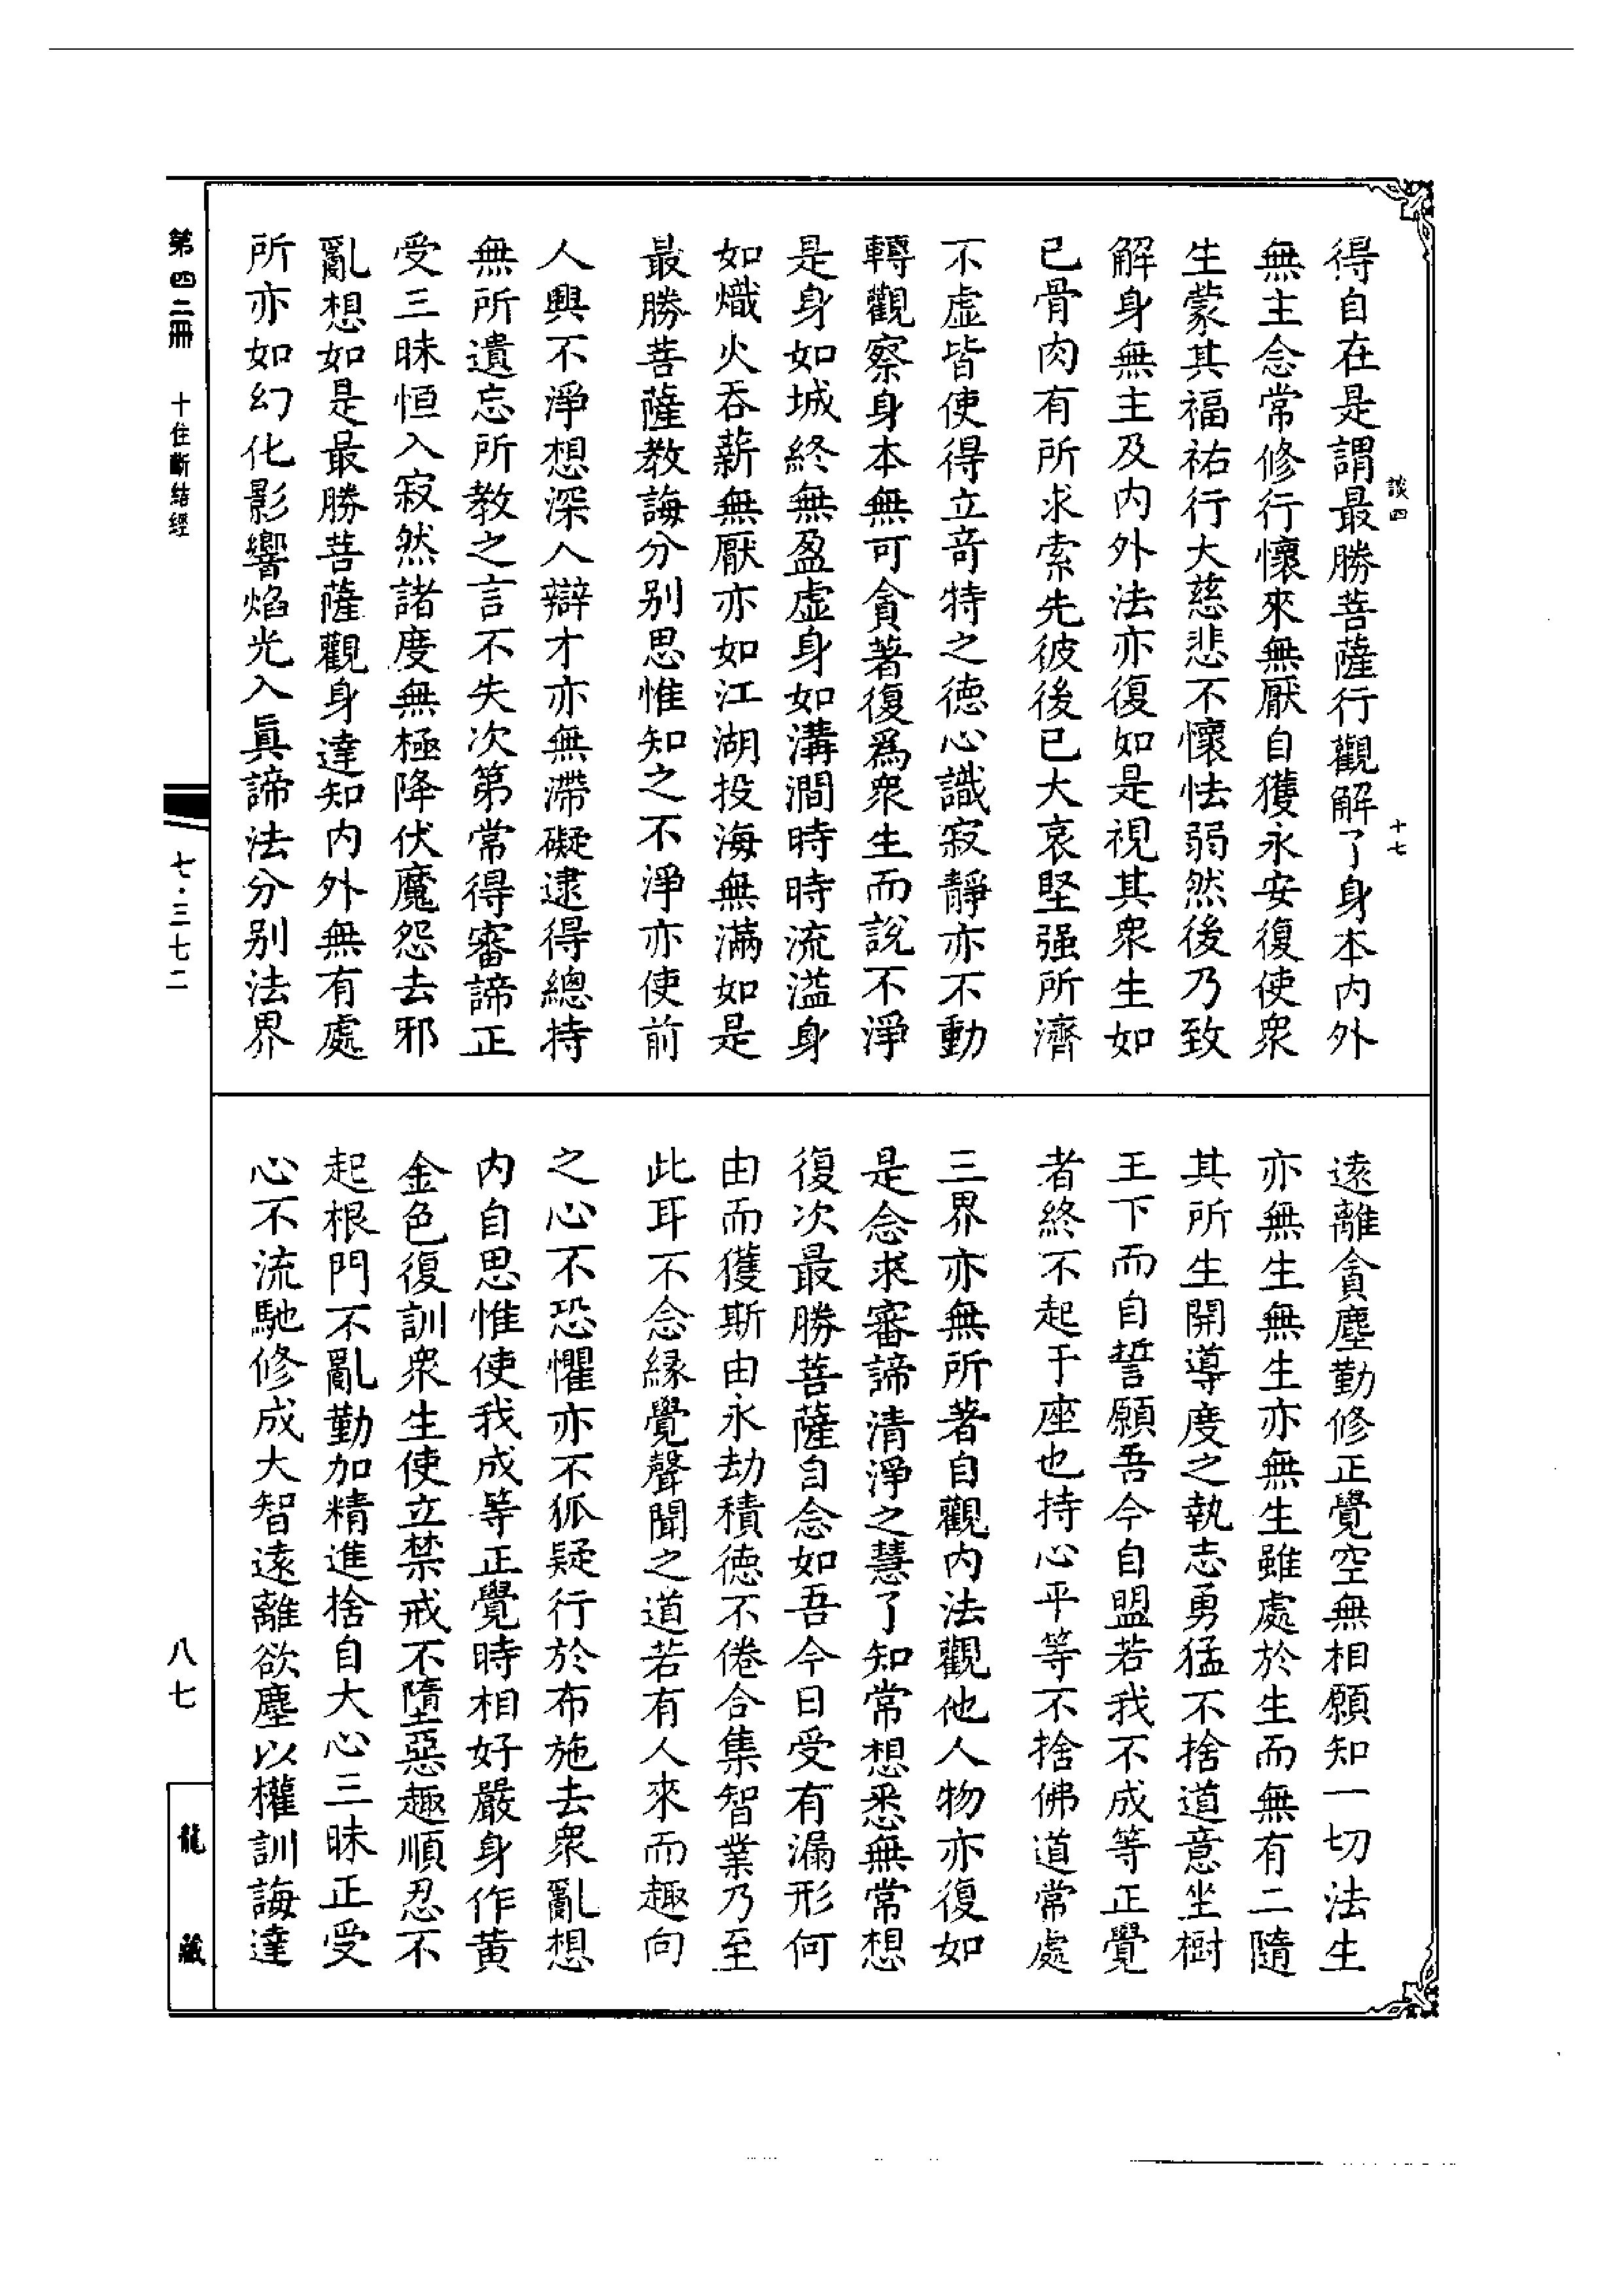 談四
十七
得自在是謂最勝菩薩行觀解了身本內外
無主念常修行懷來無厭自獲永安復使衆
生蒙其福祐行大慈悲不懷怯弱然後乃致
解身無主及內外法亦復如是視其衆生如
已骨肉有所求索先彼後已大哀堅强所濟
不虛皆使得立竒特之德心識寂靜亦不動
轉觀察身本無可貪著復爲衆生而說不淨
是身如城終無盈虛身如溝澗時時流溢身
如熾火吞薪無厭亦如江湖投海無滿如是
最勝菩薩教誨分别思惟知之不淨亦使前
人興不淨想深入辯才亦無滯礙逮得總持
無所遺忘所教之言不失次第常得審諦正
受三昧恒入寂然諸度無極降伏魔怨去邪
亂想如是最勝菩薩觀身達知內外無有處
所亦如幻化影響焰光入眞諦法分别法界
遠離貪塵勤修正覺空無相願知一切法生
亦無生無生亦無生雖處於生而無有二隨
其所生開導度之執志勇猛不捨道意坐樹
王下而自誓願吾今自盟若我不成等正覺
者終不起于座也持心平等不捨佛道常處
三界亦無所著自觀內法觀他人物亦復如
是念求審諦清淨之慧了知常想悉無常想
復次最勝菩薩自念如吾今日受有漏形何
由而獲斯由永劫積德不倦合集智業乃至
此耳不念緣覺聲聞之道若有人來而趣向
之心不恐懼亦不狐疑行於布施去衆亂想
內自思惟使我成等正覺時相好嚴身作黄
金色復訓衆生使立禁戒不墮惡趣順忍不
起根門不亂勤加精進捨自大心三昧正受
心不流馳修成大智遠離欲塵以權訓誨達
第四二冊
十住斷結經
七·三七二
八七
龍藏